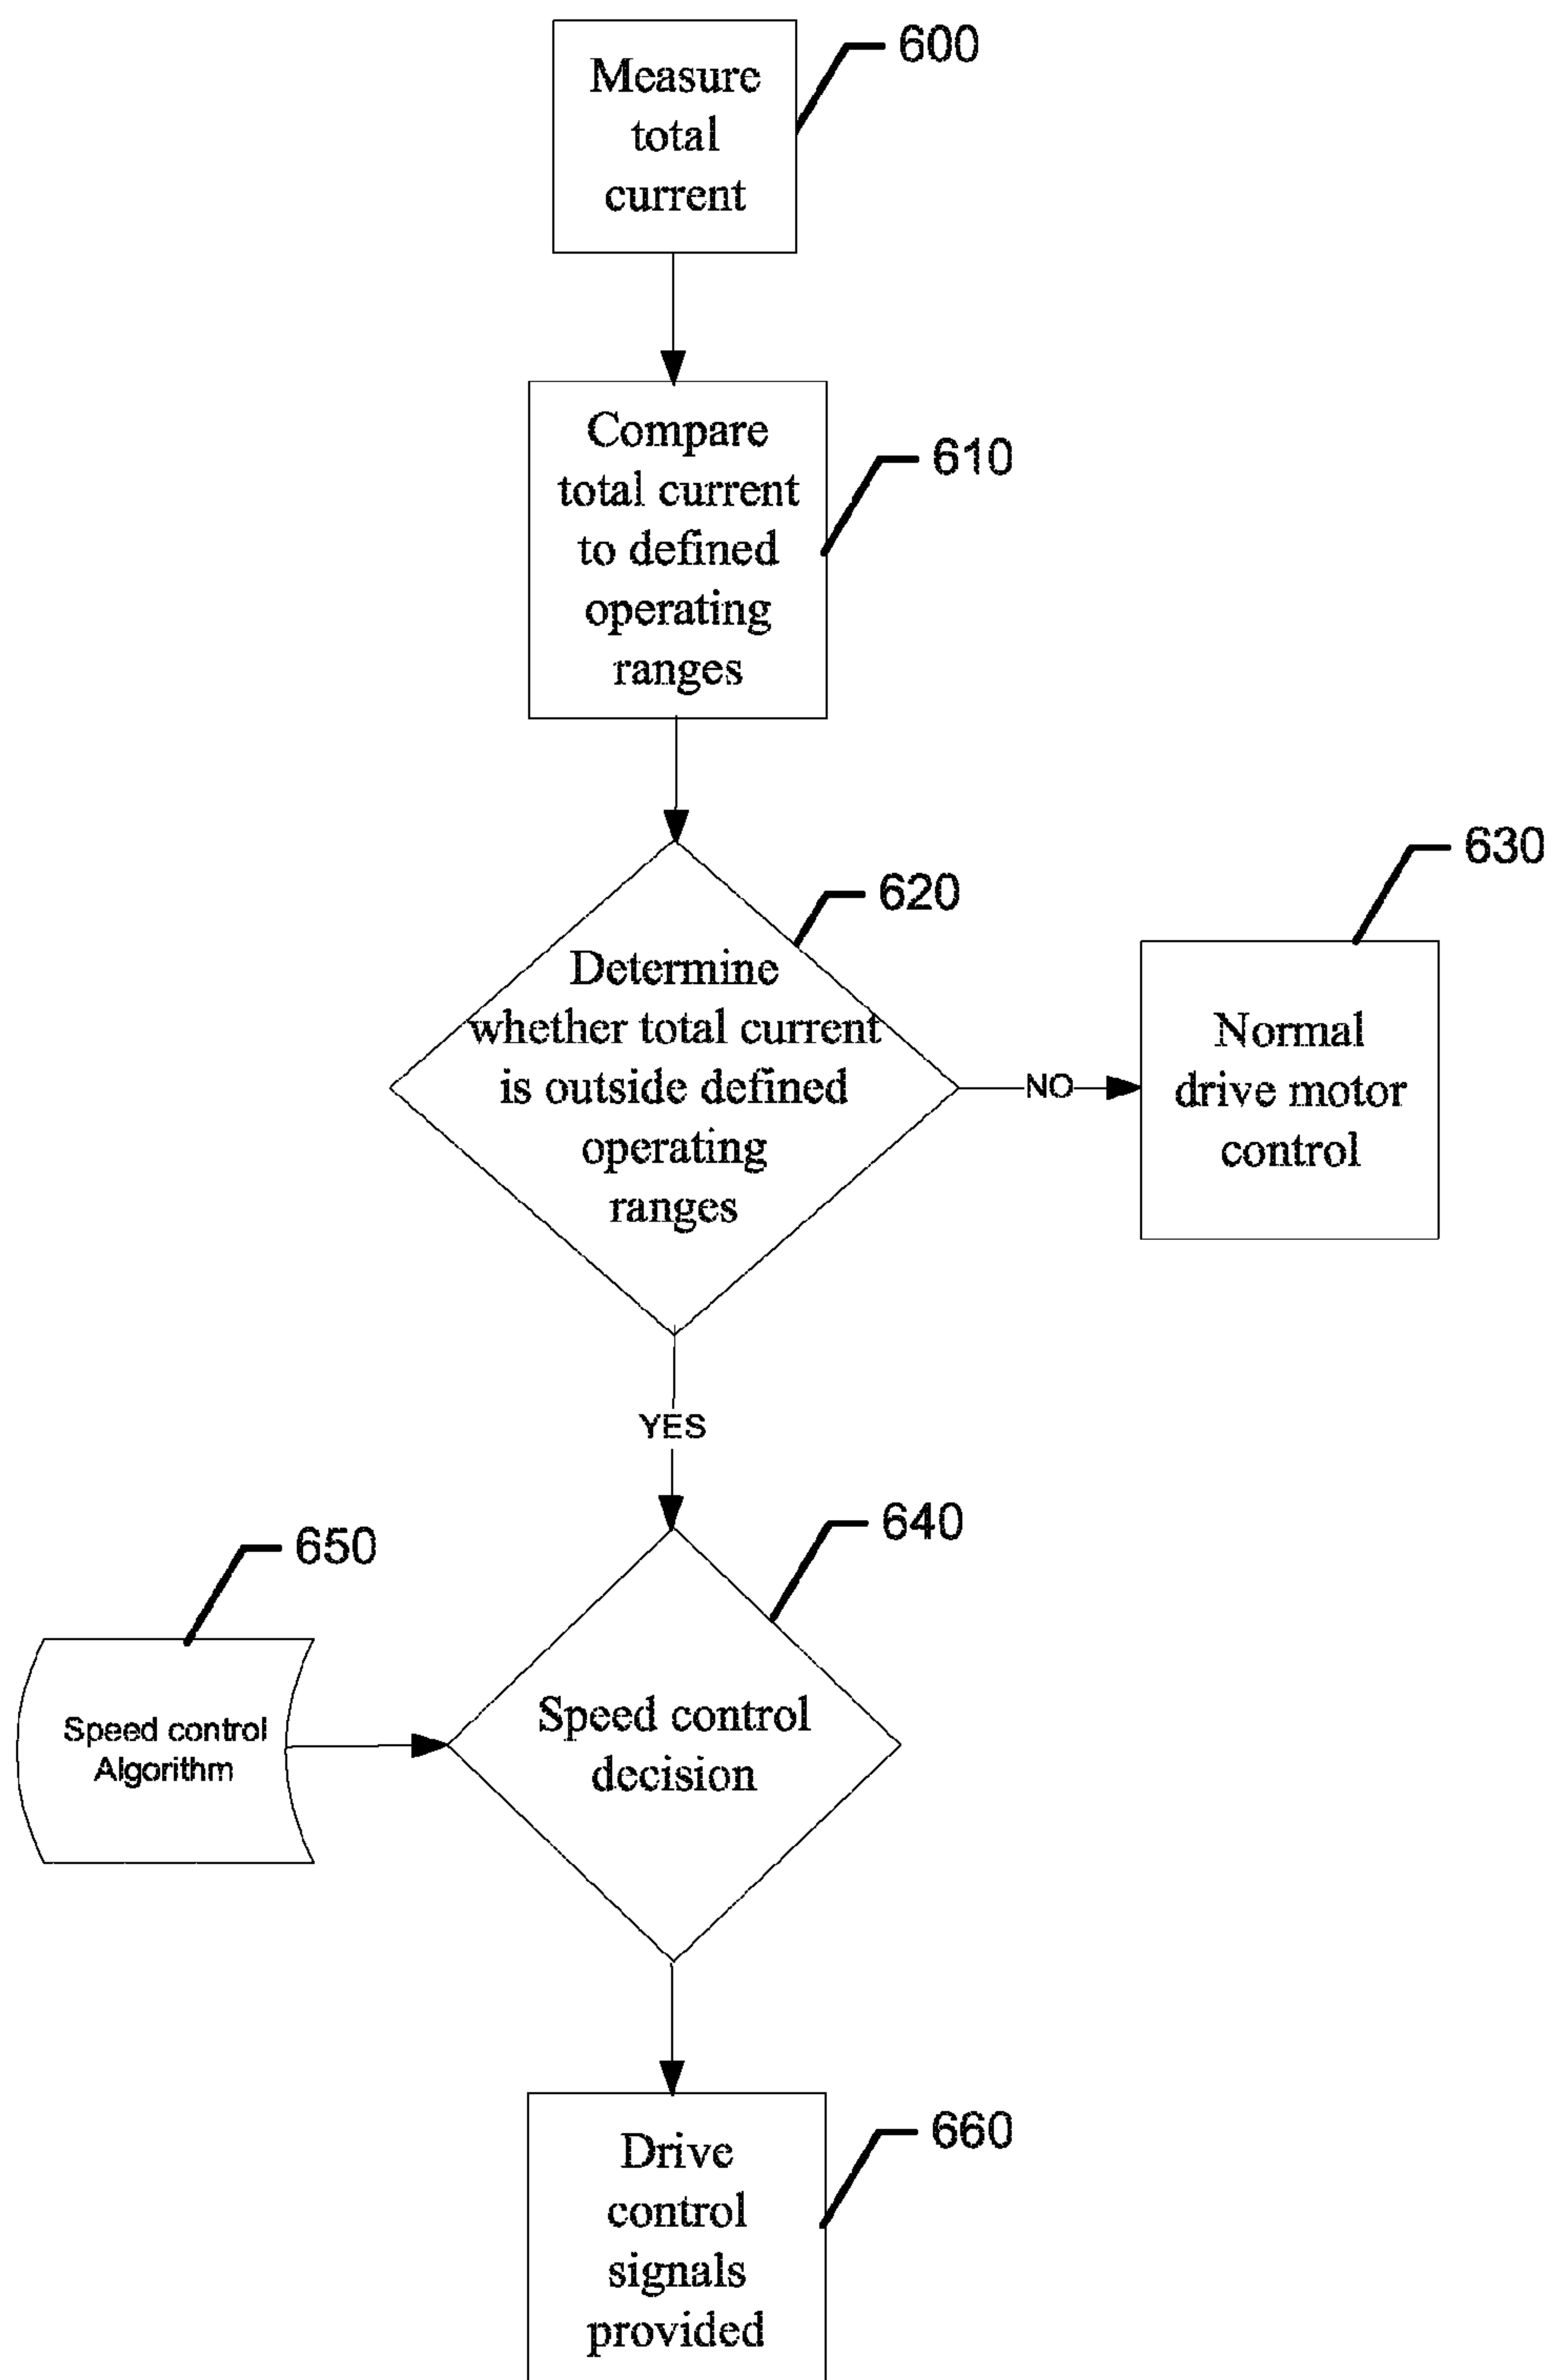 600
Measure
total
current
610
Compare
total current
to defined
operating
ranges
620
630
Determine
whether total current
is outside defined
operating
ranges
NO
Normal
drive motor
control
YES
640
650
Speed control
Algorithm
Speed control
decision
660
Drive
control
signals
provided